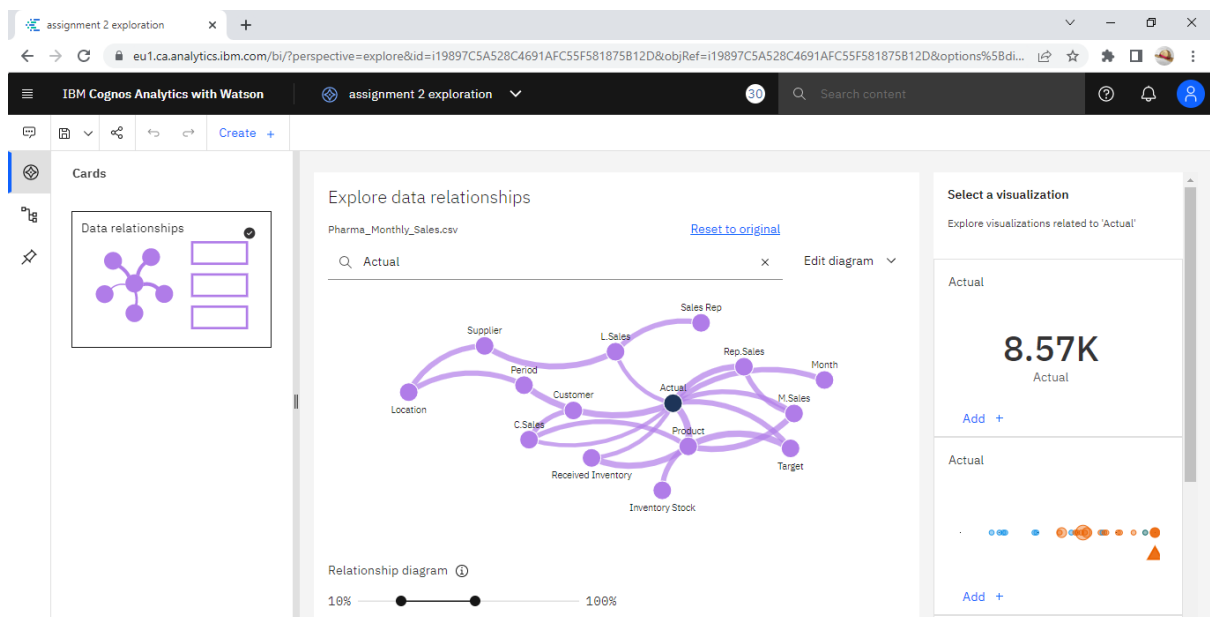 assignment 2 exploration
eu1.ca.analytics.ibm.com/bi/?perspective=explore&id=i19897C5A528C4691AFC55F581875B12D&objRef=i19897C5A528C4691AFC55F581875B12D&options%5Bdi...
IBM Cognos Analytics with Watson
assignment 2 exploration
30
Search content
Create +
Cards
Data relationships
Explore data relationships
Pharma_Monthly_Sales.csv
Reset to original
Actual
Edit diagram
Sales Rep
Supplier
L.Sales
Rep.Sales
Period
Month
Customer
Actual
M.Sales
Location
C.Sales
Product
Received Inventory
Target
Inventory Stock
Relationship diagram
10%
100%
Select a visualization
Explore visualizations related to 'Actual'
Actual
8.57K
Actual
Add +
Actual
Add +